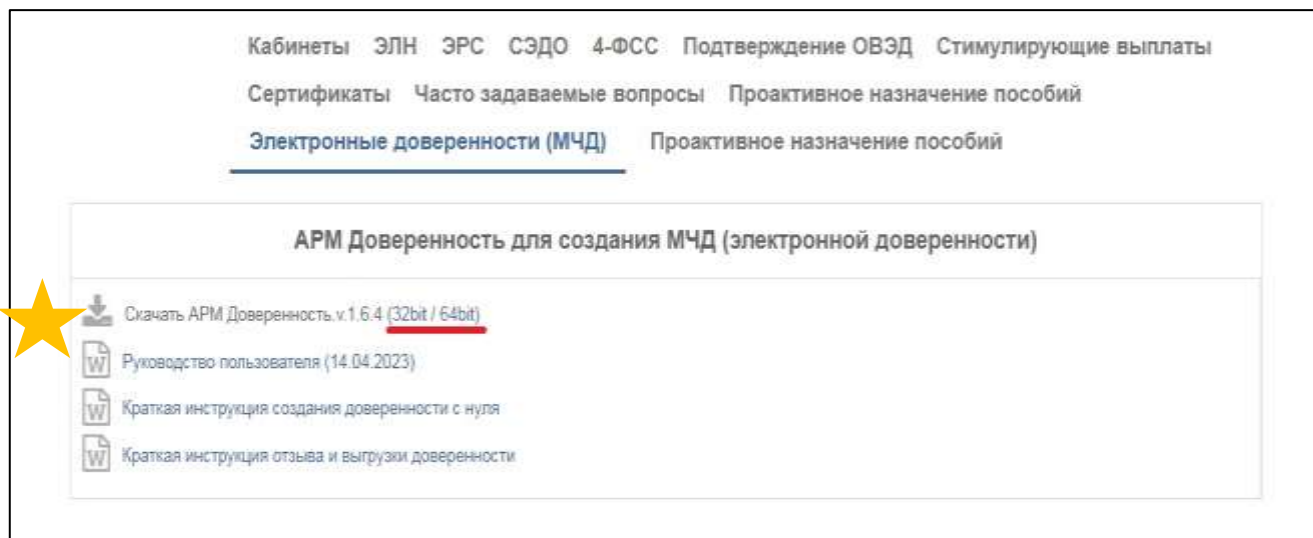 Кабинеты ЭЛН ЭРС СЭДО 4-ФСС Подтверждение ОВЭД Стимулирующие выплаты
Сертификаты Часто задаваемые вопросы Проактивное назначение пособий
Электронные доверенности (МЧД) Проактивное назначение пособий
АРМ Доверенность для создания МЧД (электронной доверенности)
Скачать АРМ Доверенность.v.1.6.4 (32bit / 64bit)
Руководство пользователя (14.04.2023)
Краткая инструкция создания доверенности с нуля
Краткая инструкция отзыва и выгрузки доверенности